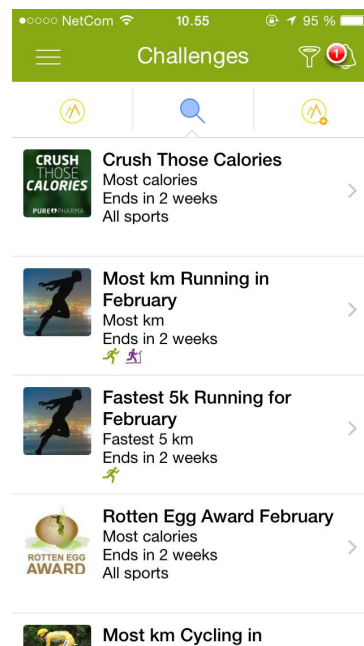 NetCom 10.55 95 %
Challenges
1
CRUSH
THOSE
CALORIES
PURE PHARMA
Crush Those Calories
Most calories
Ends in 2 weeks
All sports
Most km Running in
February
Most km
Ends in 2 weeks
Fastest 5k Running for
February
Fastest 5 km
Ends in 2 weeks
ROTTEN EGG
AWARD
Rotten Egg Award February
Most calories
Ends in 2 weeks
All sports
Most km Cycling in